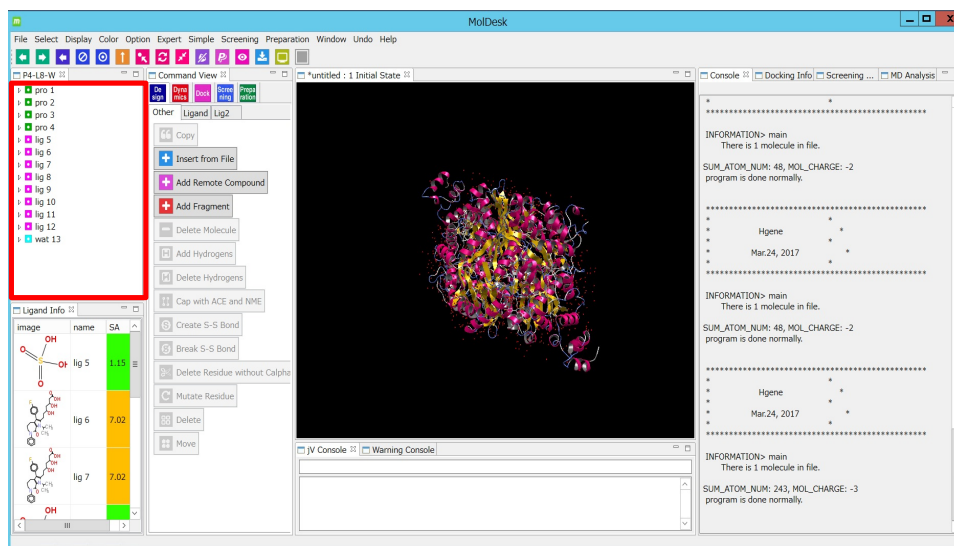 MolDesk
File Select Display Color Option Expert Simple Screening Preparation Window Undo Help
P4-L8-W
pro 1
pro 2
pro 3
pro 4
lig 5
lig 6
lig 7
lig 8
lig 9
lig 10
lig 11
lig 12
wat 13
Ligand Info
image name SA
lig 5 1.15
lig 6 7.02
lig 7 7.02
Command View
De sign Dyna mics Dock Scree ning Prepa ration
Other Ligand Lig2
Copy
Insert from File
Add Remote Compound
Add Fragment
Delete Molecule
Add Hydrogens
Delete Hydrogens
Cap with ACE and NME
Create S-S Bond
Break S-S Bond
Delete Residue without Calpha
Mutate Residue
Delete
Move
*untitled : 1 Initial State
jV Console Warning Console
Console Docking Info Screening ... MD Analysis
* *
**********************************************
INFORMATION> main
There is 1 molecule in file.
SUM_ATOM_NUM: 48, MOL_CHARGE: -2
program is done normally.
**********************************************
* *
* Hgene *
* *
* Mar.24, 2017 *
* *
**********************************************
INFORMATION> main
There is 1 molecule in file.
SUM_ATOM_NUM: 48, MOL_CHARGE: -2
program is done normally.
**********************************************
* *
* Hgene *
* *
* Mar.24, 2017 *
* *
**********************************************
INFORMATION> main
There is 1 molecule in file.
SUM_ATOM_NUM: 243, MOL_CHARGE: -3
program is done normally.